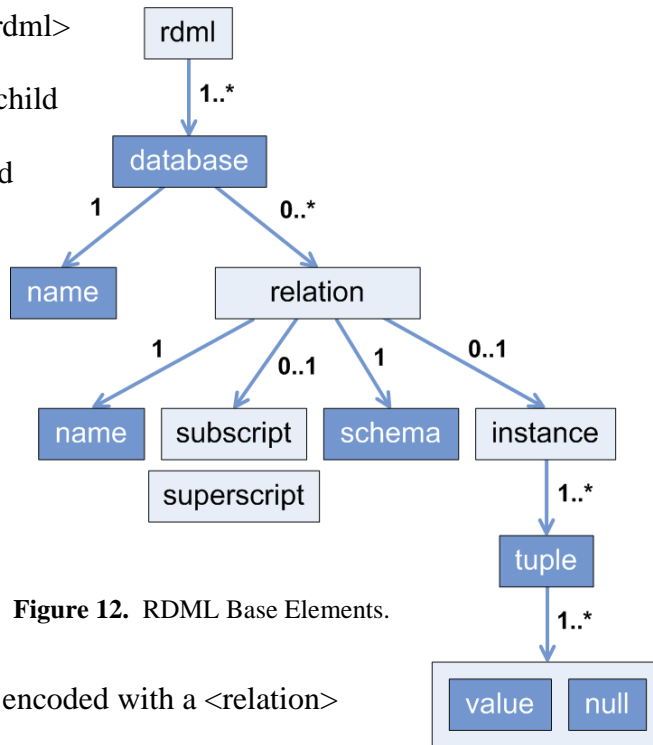 rdml>
rdml
child
1..*
database
d
1
0..*
name
relation
1
0..1
1
0..1
name
subscript
schema
instance
superscript
1..*
tuple
Figure 12. RDML Base Elements.
1..*
encoded with a <relation>
value
null